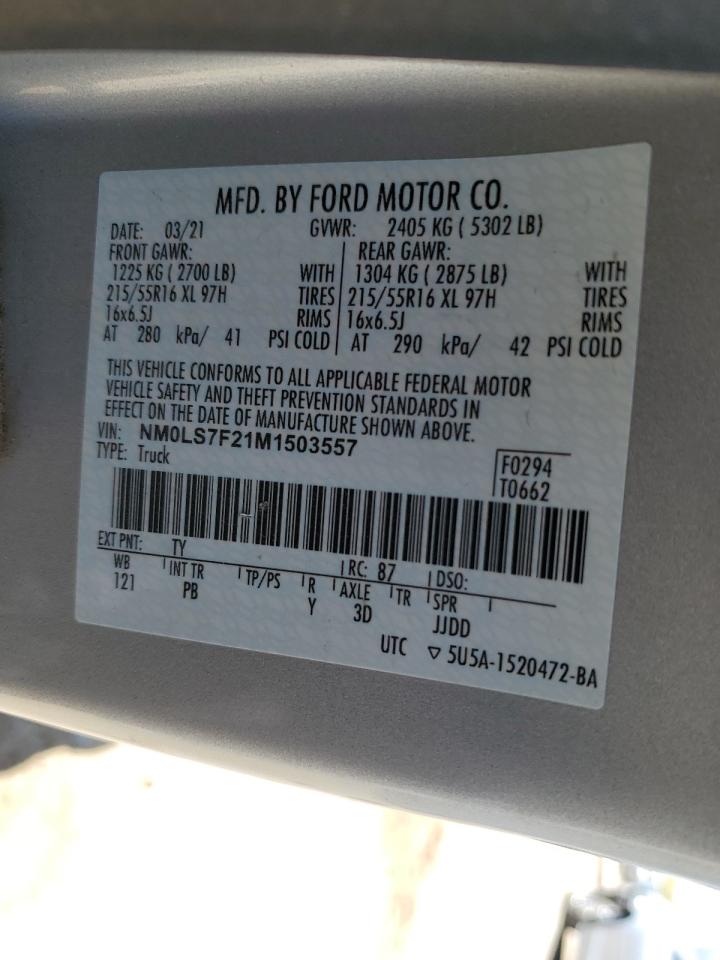 MFD. BY FORD MOTOR CO.
DATE: 03/21 GVWR: 2405 KG ( 5302 LB)
FRONT GAWR: REAR GAWR:
1225 KG ( 2700 LB) WITH 1304 KG ( 2875 LB) WITH
215/55R16 XL 97H TIRES 215/55R16 XL 97H TIRES
16x6.5J RIMS 16x6.5J RIMS
AT 280 kPa/ 41 PSI COLD AT 290 kPa/ 42 PSI COLD
THIS VEHICLE CONFORMS TO ALL APPLICABLE FEDERAL MOTOR
VEHICLE SAFETY AND THEFT PREVENTION STANDARDS IN
EFFECT ON THE DATE OF MANUFACTURE SHOWN ABOVE.
VIN: NM0LS7F21M1503557
TYPE: Truck F0294
T0662
EXT PNT: TY RC: 87 DSO:
WB INT TR TP/PS R AXLE TR SPR
121 PB Y 3D JJDD
UTC ▽ 5U5A-1520472-BA